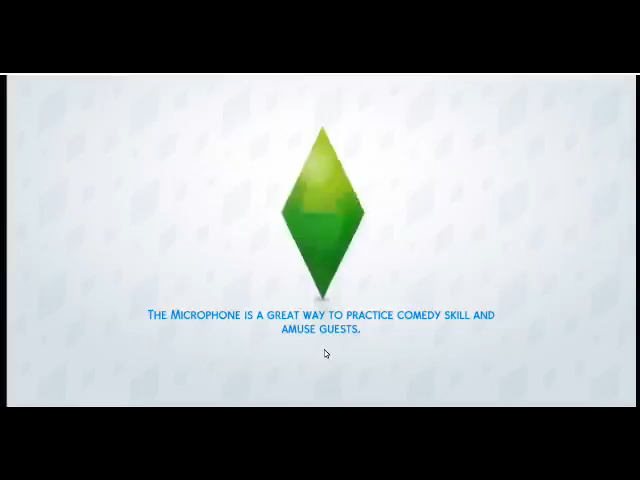 The Microphone is a great way to practice comedy skill and
amuse guests.